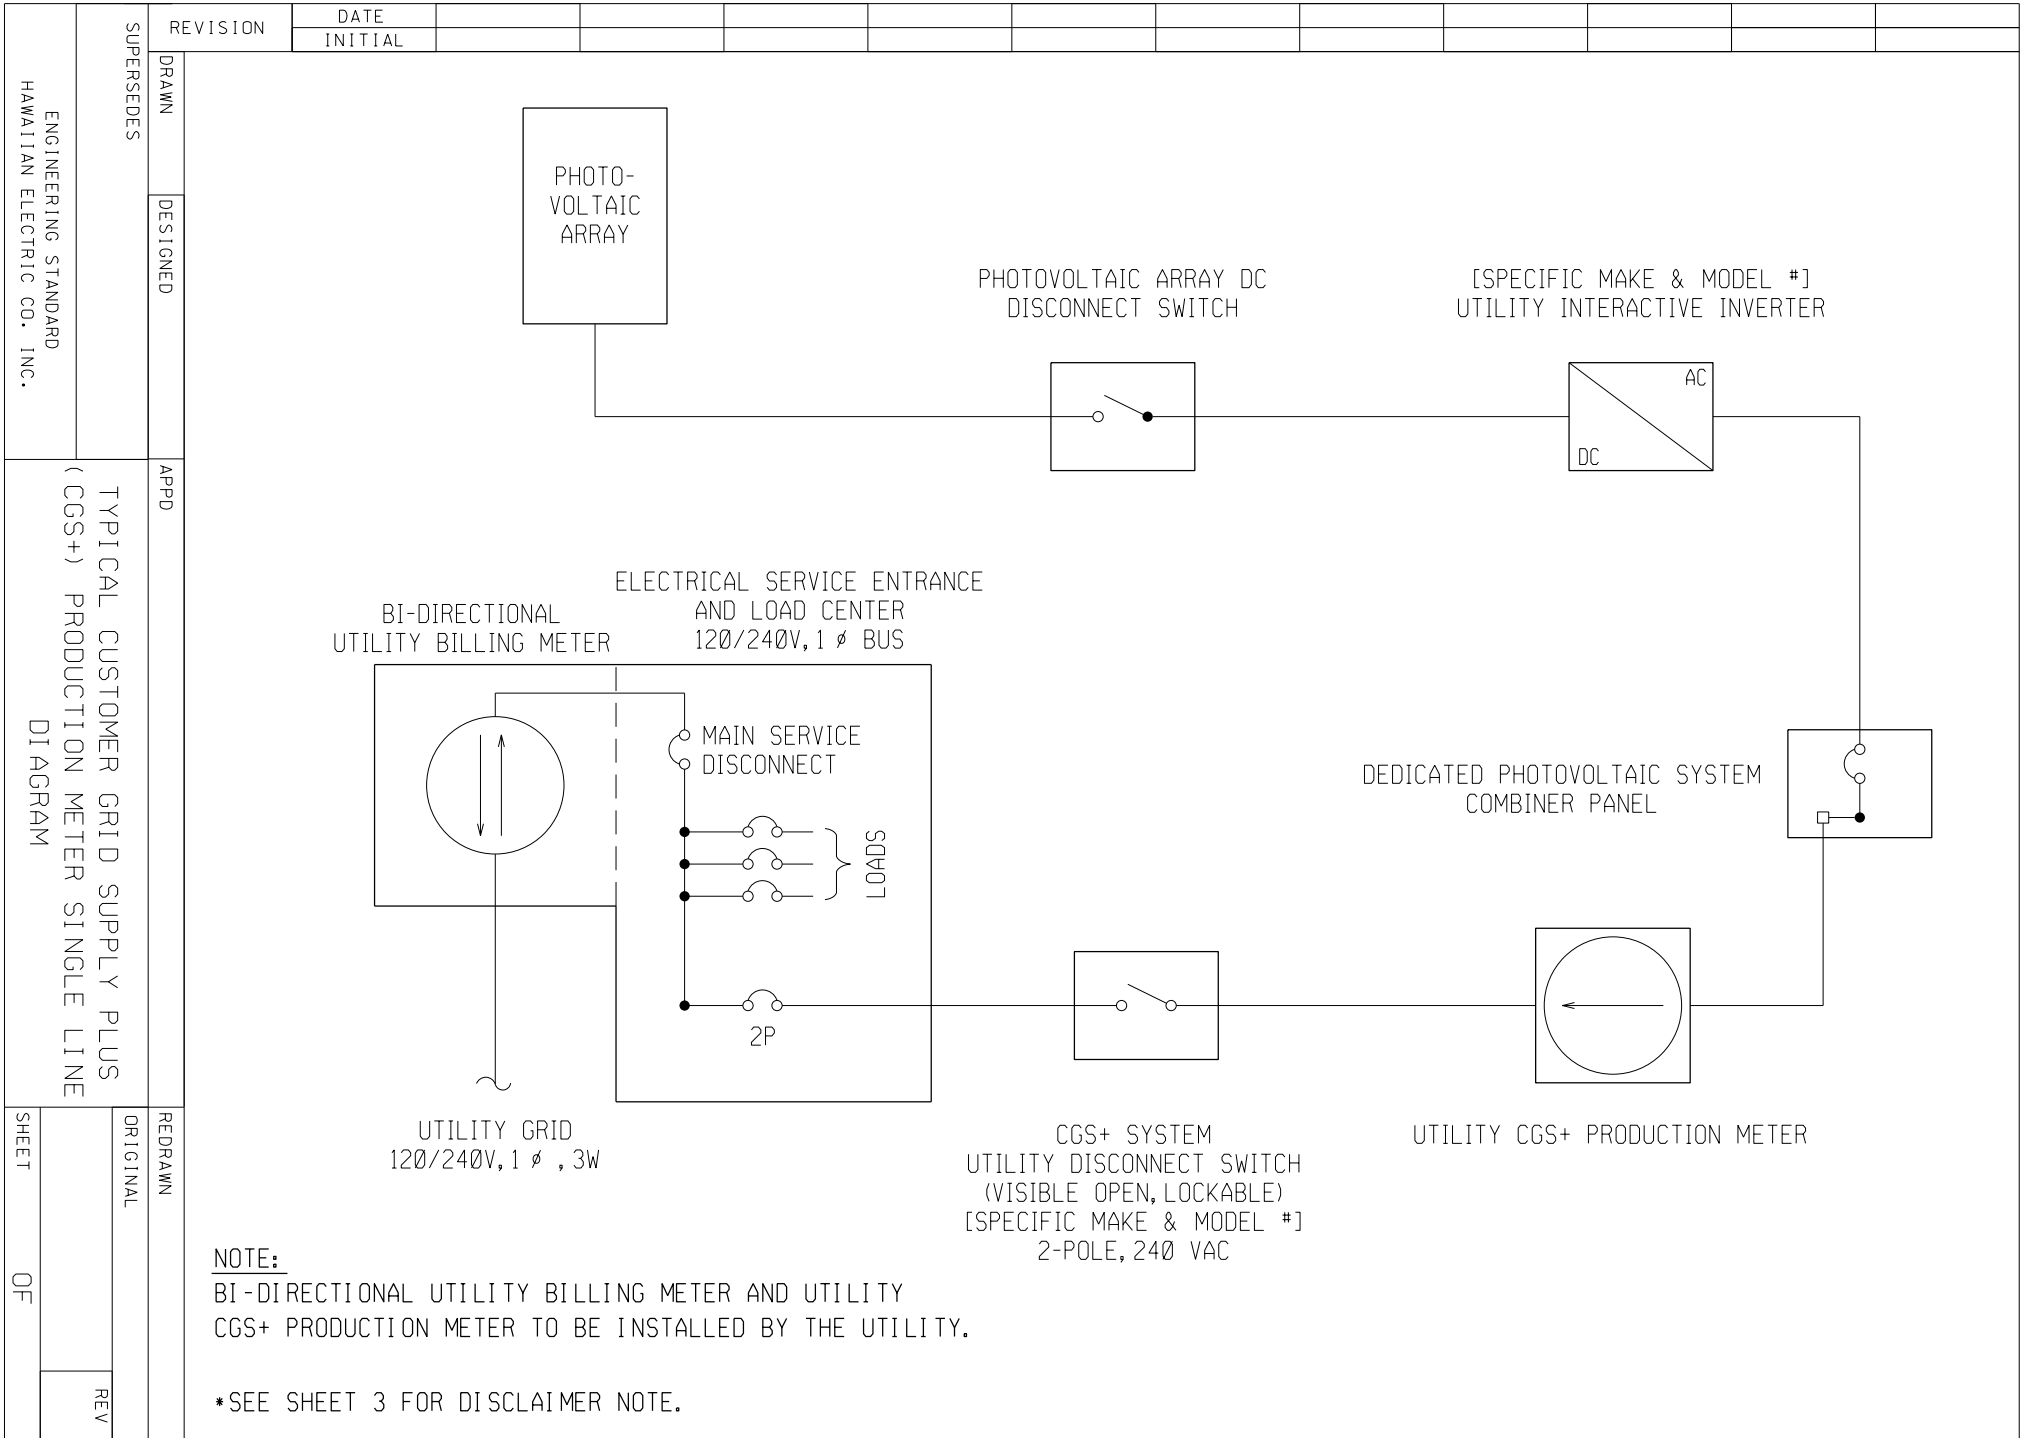 REVISION
DATE
INITIAL
SUPERSEDES
DRAWN
DESIGNED
APPD
REDRAWN
ENGINEERING STANDARD
HAWAIIAN ELECTRIC CO. INC.
TYPICAL CUSTOMER GRID SUPPLY PLUS
(CGS+) PRODUCTION METER SINGLE LINE
DIAGRAM
ORIGINAL
REV
SHEET OF
PHOTO-
VOLTAIC
ARRAY
PHOTOVOLTAIC ARRAY DC
DISCONNECT SWITCH
[SPECIFIC MAKE & MODEL #]
UTILITY INTERACTIVE INVERTER
AC
DC
ELECTRICAL SERVICE ENTRANCE
AND LOAD CENTER
120/240V, 1 ø BUS
BI-DIRECTIONAL
UTILITY BILLING METER
MAIN SERVICE
DISCONNECT
LOADS
2P
DEDICATED PHOTOVOLTAIC SYSTEM
COMBINER PANEL
UTILITY GRID
120/240V, 1 ø , 3W
CGS+ SYSTEM
UTILITY DISCONNECT SWITCH
(VISIBLE OPEN, LOCKABLE)
[SPECIFIC MAKE & MODEL #]
2-POLE, 240 VAC
UTILITY CGS+ PRODUCTION METER
NOTE:
BI-DIRECTIONAL UTILITY BILLING METER AND UTILITY
CGS+ PRODUCTION METER TO BE INSTALLED BY THE UTILITY.
*SEE SHEET 3 FOR DISCLAIMER NOTE.